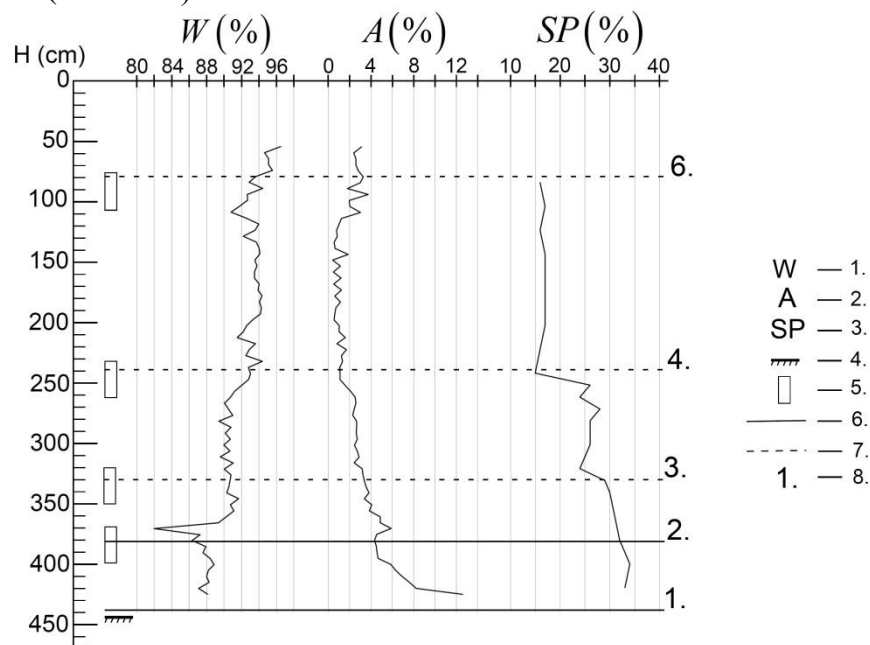 W (%) A (%) SP (%)
H (cm)
80 84 88 92 96 0 4 8 12 10 20 30 40
0
50
6.
100
150
200
4.
250
300
3.
350
2.
400
1.
450
W — 1.
A — 2.
SP — 3.
— 4.
— 5.
— 6.
— 7.
1. — 8.